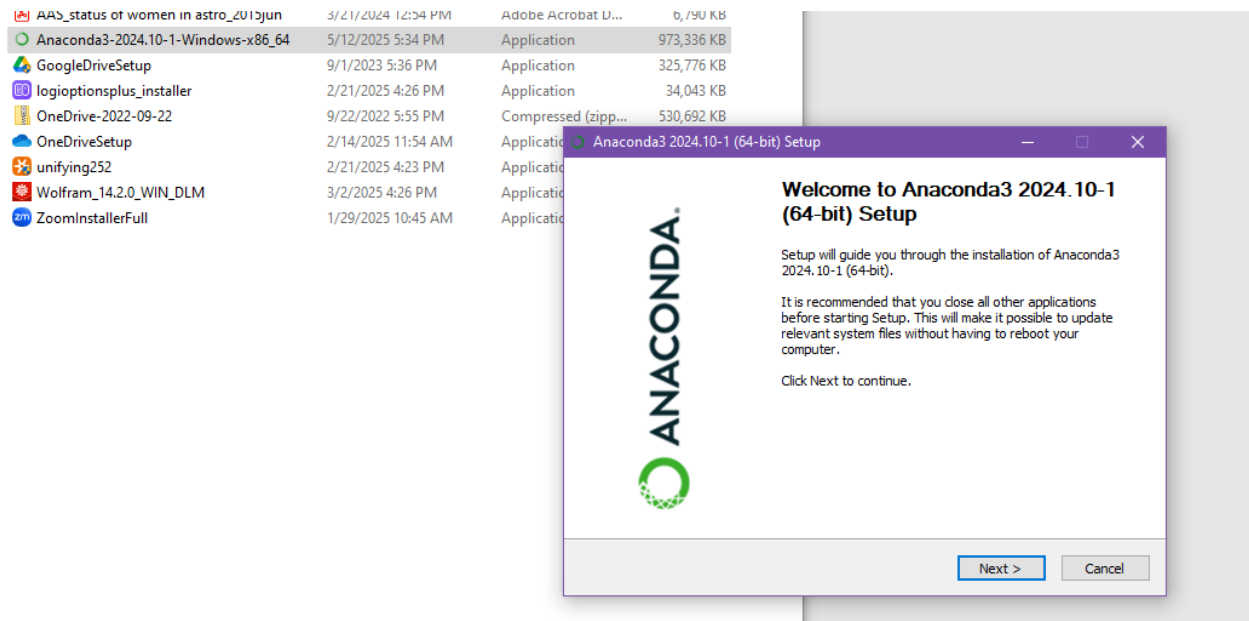 AAS_status of women in astro_2015jun 3/21/2024 12:54 PM Adobe Acrobat D... 6,790 KB
Anaconda3-2024.10-1-Windows-x86_64 5/12/2025 5:34 PM Application 973,336 KB
GoogleDriveSetup 9/1/2023 5:36 PM Application 325,776 KB
logioptionsplus_installer 2/21/2025 4:26 PM Application 34,043 KB
OneDrive-2022-09-22 9/22/2022 5:55 PM Compressed (zipp... 530,692 KB
OneDriveSetup 2/14/2025 11:54 AM Applicatio
unifying252 2/21/2025 4:23 PM Applicatio
Wolfram_14.2.0_WIN_DLM 3/2/2025 4:26 PM Applicatio
zm ZoomInstallerFull 1/29/2025 10:45 AM Applicatio
Anaconda3 2024.10-1 (64-bit) Setup
ANACONDA.
Welcome to Anaconda3 2024.10-1
(64-bit) Setup
Setup will guide you through the installation of Anaconda3
2024.10-1 (64-bit).
It is recommended that you close all other applications
before starting Setup. This will make it possible to update
relevant system files without having to reboot your
computer.
Click Next to continue.
Next >
Cancel